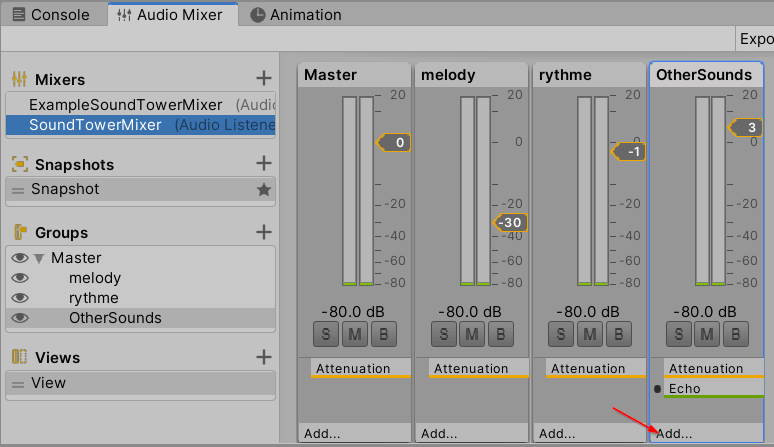 Console
Audio Mixer
Animation
Expo
Mixers
ExampleSoundTowerMixer (Audio
SoundTowerMixer (Audio Listene
Snapshots
Snapshot
Groups
Master
melody
rythme
OtherSounds
Views
View
Master
20
0
0
-20
-40
-60
-80
-80.0 dB
S M B
Attenuation
Add...
melody
20
0
-20
-30
-40
-60
-80
-80.0 dB
S M B
Attenuation
Add...
rythme
20
0
-1
-20
-40
-60
-80
-80.0 dB
S M B
Attenuation
Add...
OtherSounds
20
3
0
-20
-40
-60
-80
-80.0 dB
S M B
Attenuation
Echo
Add...